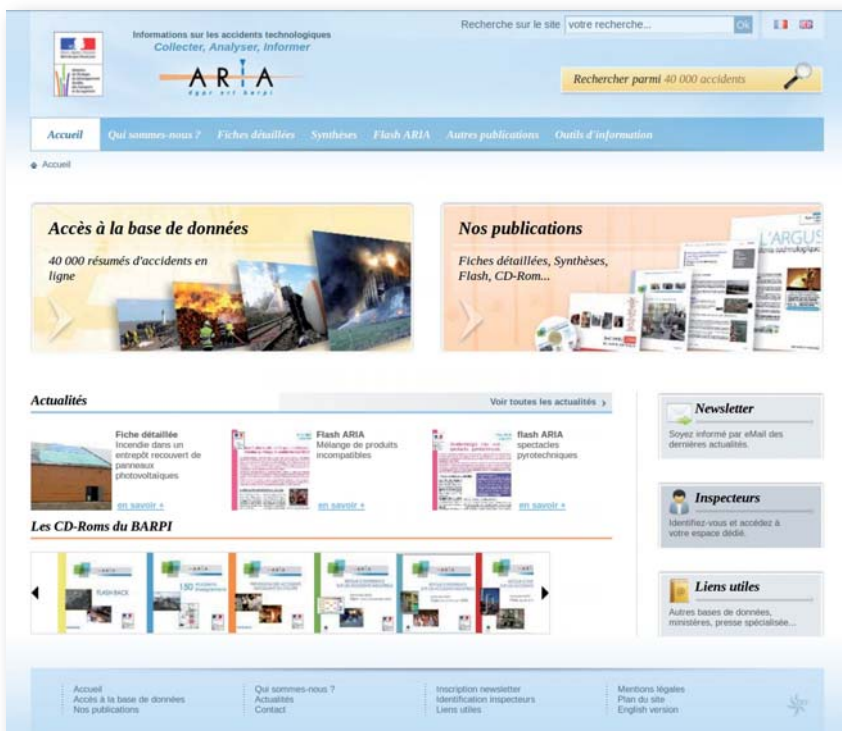 Informations sur les accidents technologiques
Collecter, Analyser, Informer
ARIA
dgpr srt barpi
Recherche sur le site votre recherche... Ok
Rechercher parmi 40 000 accidents
Accueil Qui sommes-nous ? Fiches détaillées Synthèses Flash ARIA Autres publications Outils d'information
Accueil
Accès à la base de données
40 000 résumés d'accidents en
ligne
Nos publications
Fiches détaillées, Synthèses,
Flash, CD-Rom...
L'ARGUS
Actualités
Voir toutes les actualités
Fiche détaillée
Incendie dans un
entrepôt recouvert de
panneaux
photovoltaïques
en savoir +
Flash ARIA
Mélange de produits
incompatibles
en savoir +
flash ARIA
spectacles
pyrotechniques
en savoir +
Les CD-Roms du BARPI
FLASH BACK
150
Newsletter
Soyez informé par eMail des
dernières actualités.
Inspecteurs
Identifiez-vous et accédez à
votre espace dédié.
Liens utiles
Autres bases de données,
ministères, presse spécialisée...
Accueil
Accès à la base de données
Nos publications
Qui sommes-nous ?
Actualités
Contact
Inscription newsletter
Identification inspecteurs
Liens utiles
Mentions légales
Plan du site
English version